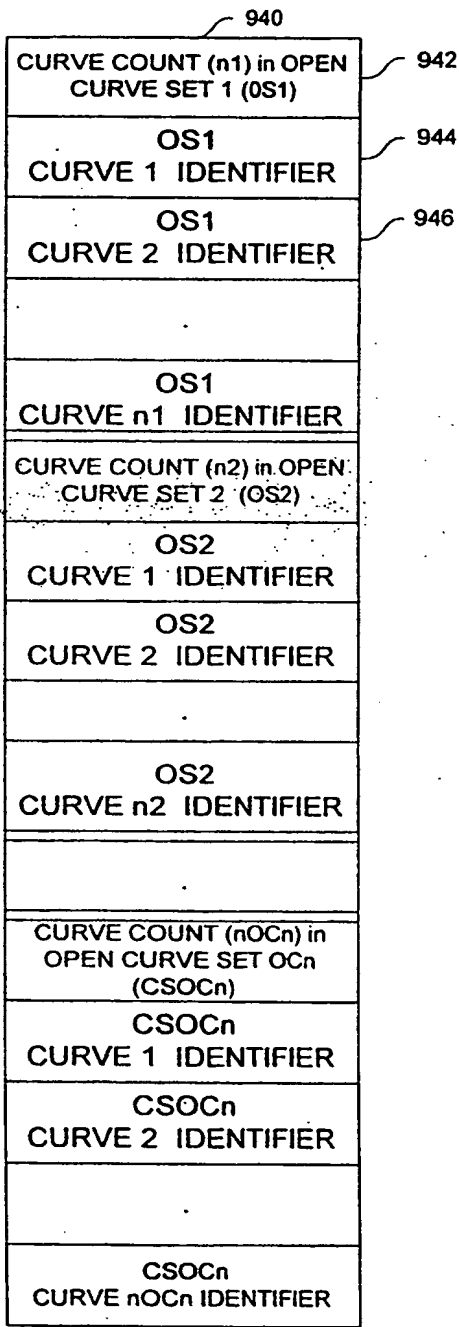 940
CURVE COUNT (n1) in OPEN
CURVE SET 1 (0S1)
942
OS1
CURVE 1 IDENTIFIER
944
OS1
CURVE 2 IDENTIFIER
946
.
OS1
CURVE n1 IDENTIFIER
CURVE COUNT (n2) in OPEN
CURVE SET 2 (OS2)
OS2
CURVE 1 IDENTIFIER
OS2
CURVE 2 IDENTIFIER
.
OS2
CURVE n2 IDENTIFIER
.
CURVE COUNT (nOCn) in
OPEN CURVE SET OCn
(CSOCn)
CSOCn
CURVE 1 IDENTIFIER
CSOCn
CURVE 2 IDENTIFIER
.
CSOCn
CURVE nOCn IDENTIFIER